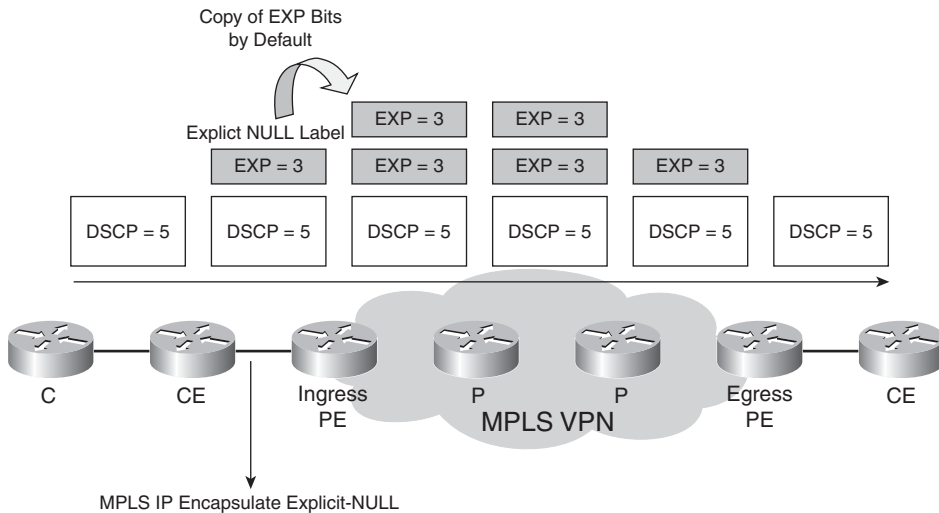 Copy of EXP Bits
by Default
EXP = 3
EXP = 3
Explict NULL Label
EXP = 3
EXP = 3
EXP = 3
EXP = 3
DSCP = 5
DSCP = 5
DSCP = 5
DSCP = 5
DSCP = 5
DSCP = 5
C
CE
Ingress
PE
P
P
Egress
PE
CE
MPLS VPN
MPLS IP Encapsulate Explicit-NULL